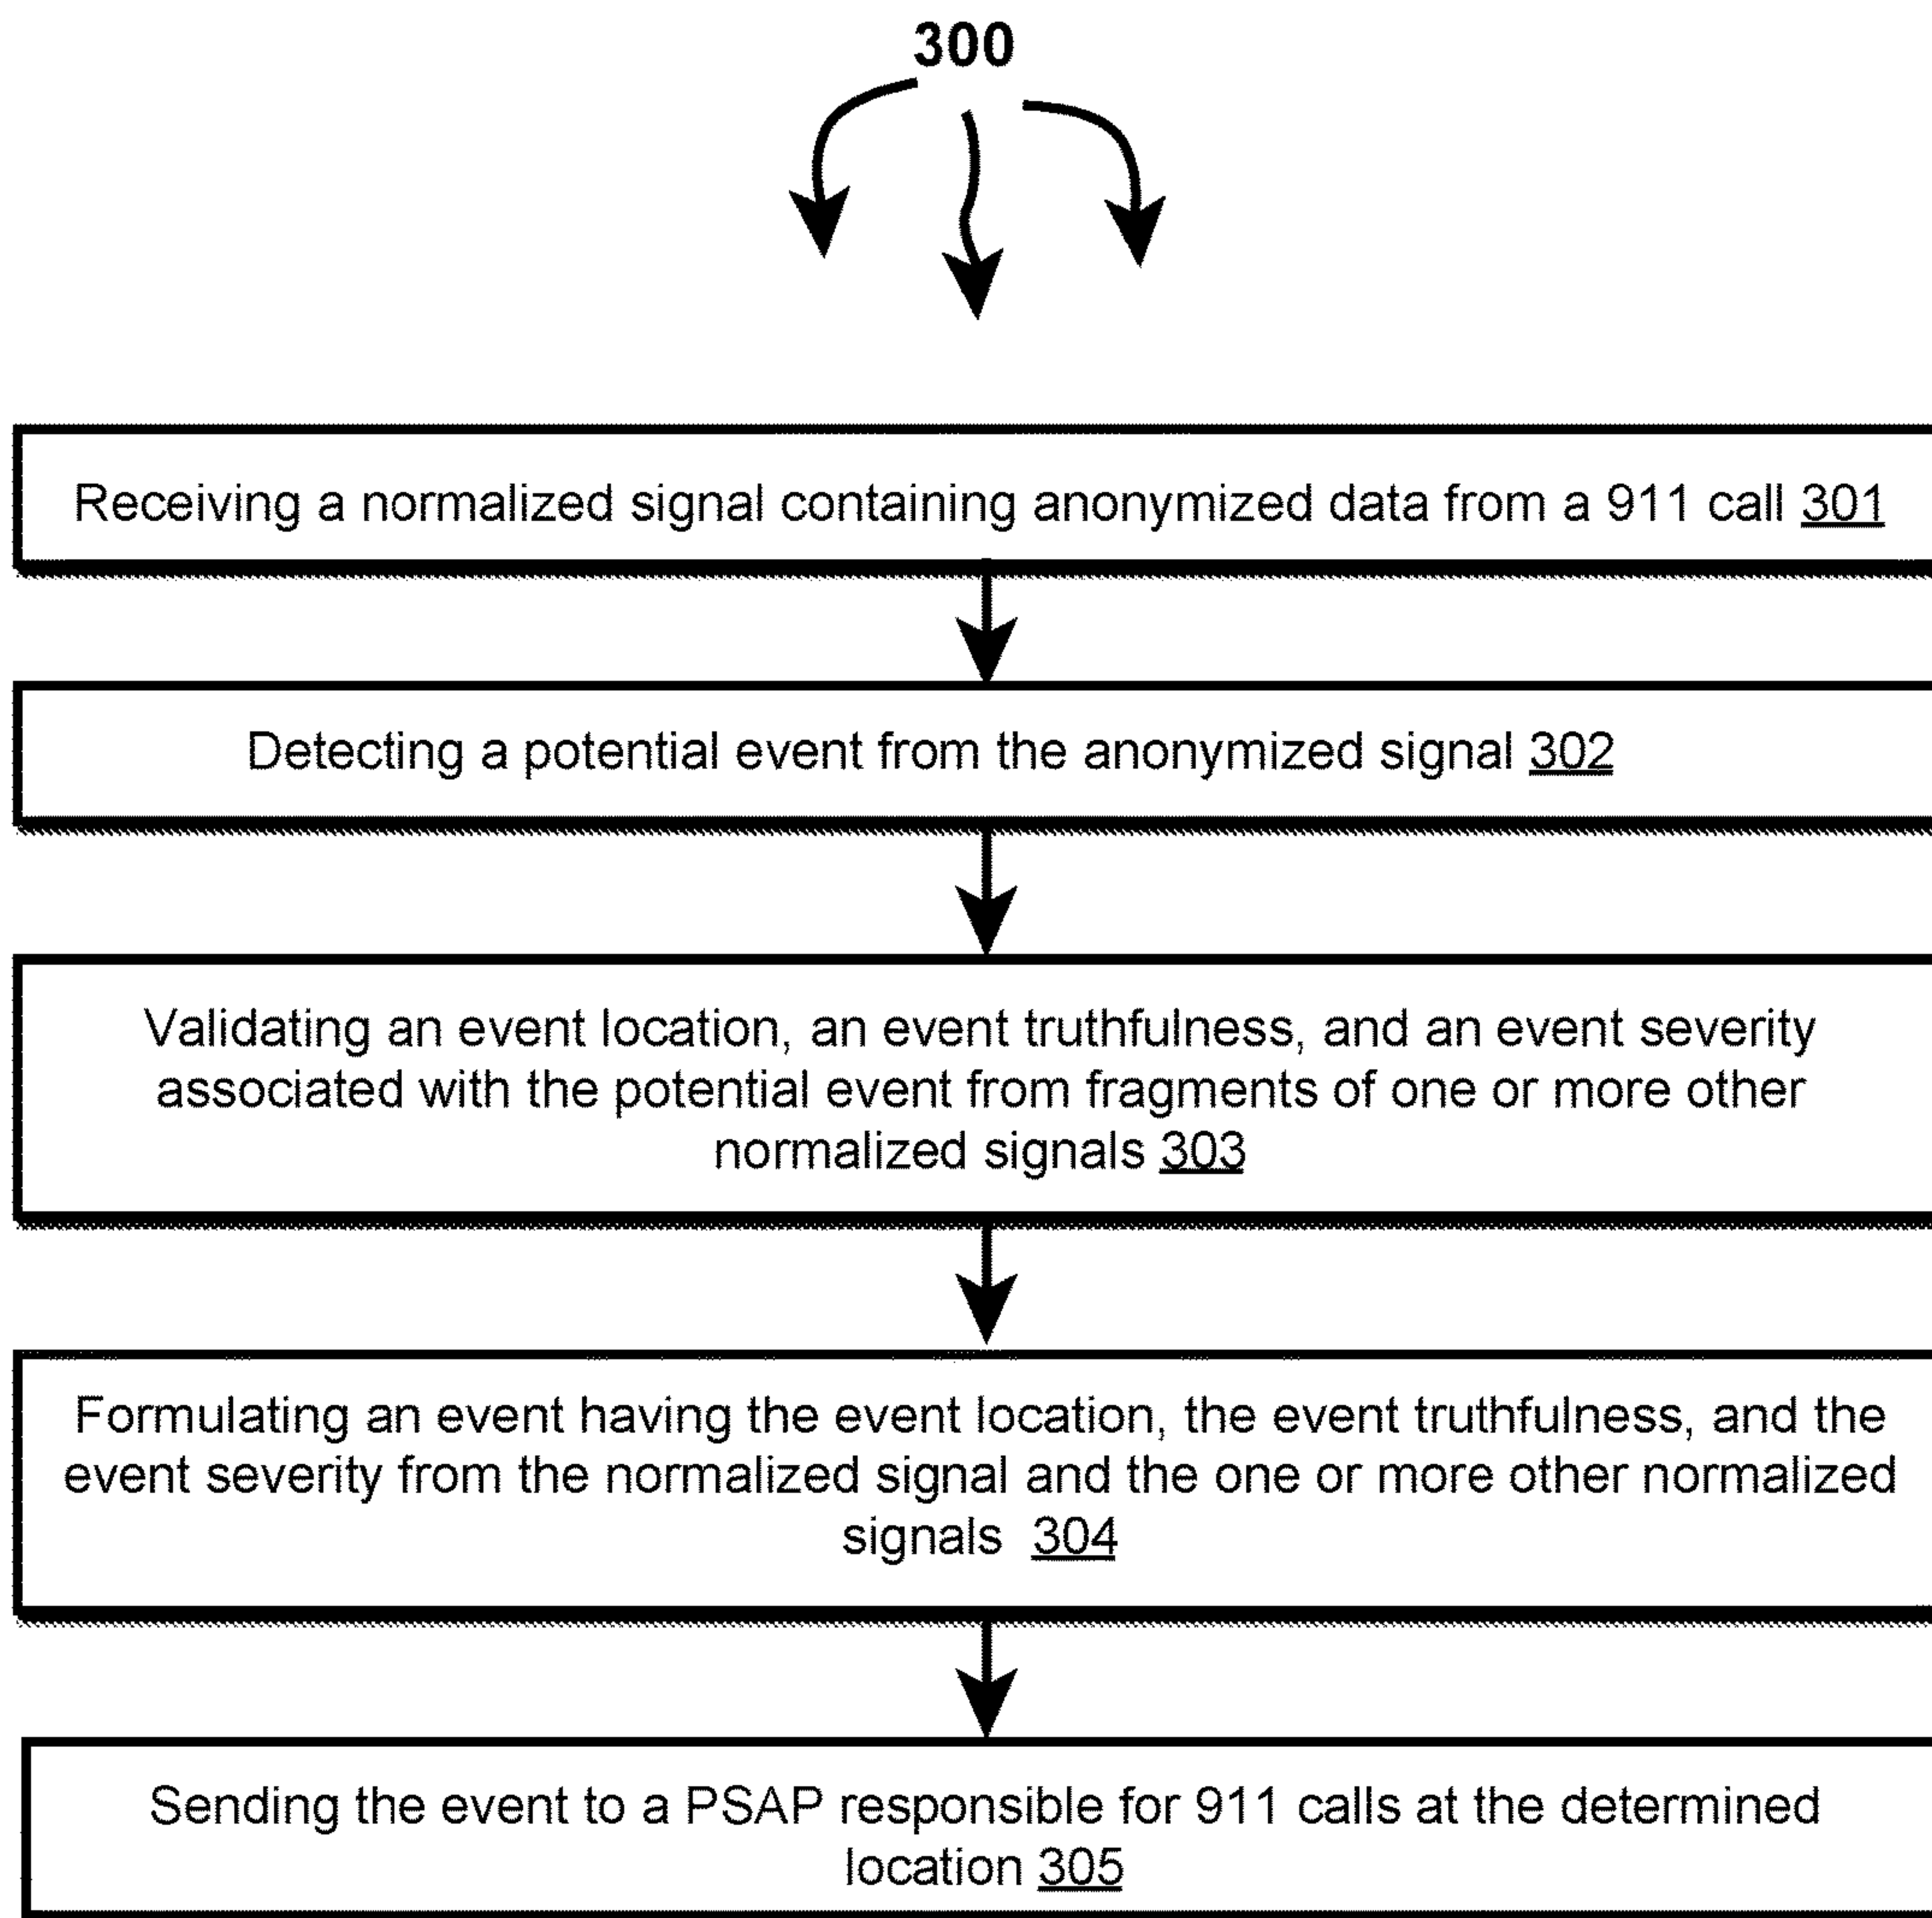 300
Receiving a normalized signal containing anonymized data from a 911 call 301
Detecting a potential event from the anonymized signal 302
Validating an event location, an event truthfulness, and an event severity
associated with the potential event from fragments of one or more other
normalized signals 303
Formulating an event having the event location, the event truthfulness, and the
event severity from the normalized signal and the one or more other normalized
signals 304
Sending the event to a PSAP responsible for 911 calls at the determined
location 305